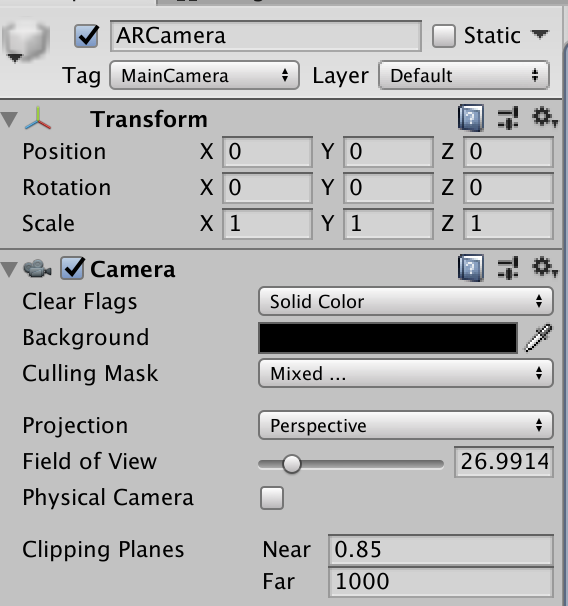 ARCamera Static
Tag MainCamera Layer Default
Transform
Position X 0 Y 0 Z 0
Rotation X 0 Y 0 Z 0
Scale X 1 Y 1 Z 1
Camera
Clear Flags Solid Color
Background
Culling Mask Mixed ...
Projection Perspective
Field of View 26.9914
Physical Camera
Clipping Planes Near 0.85
Far 1000